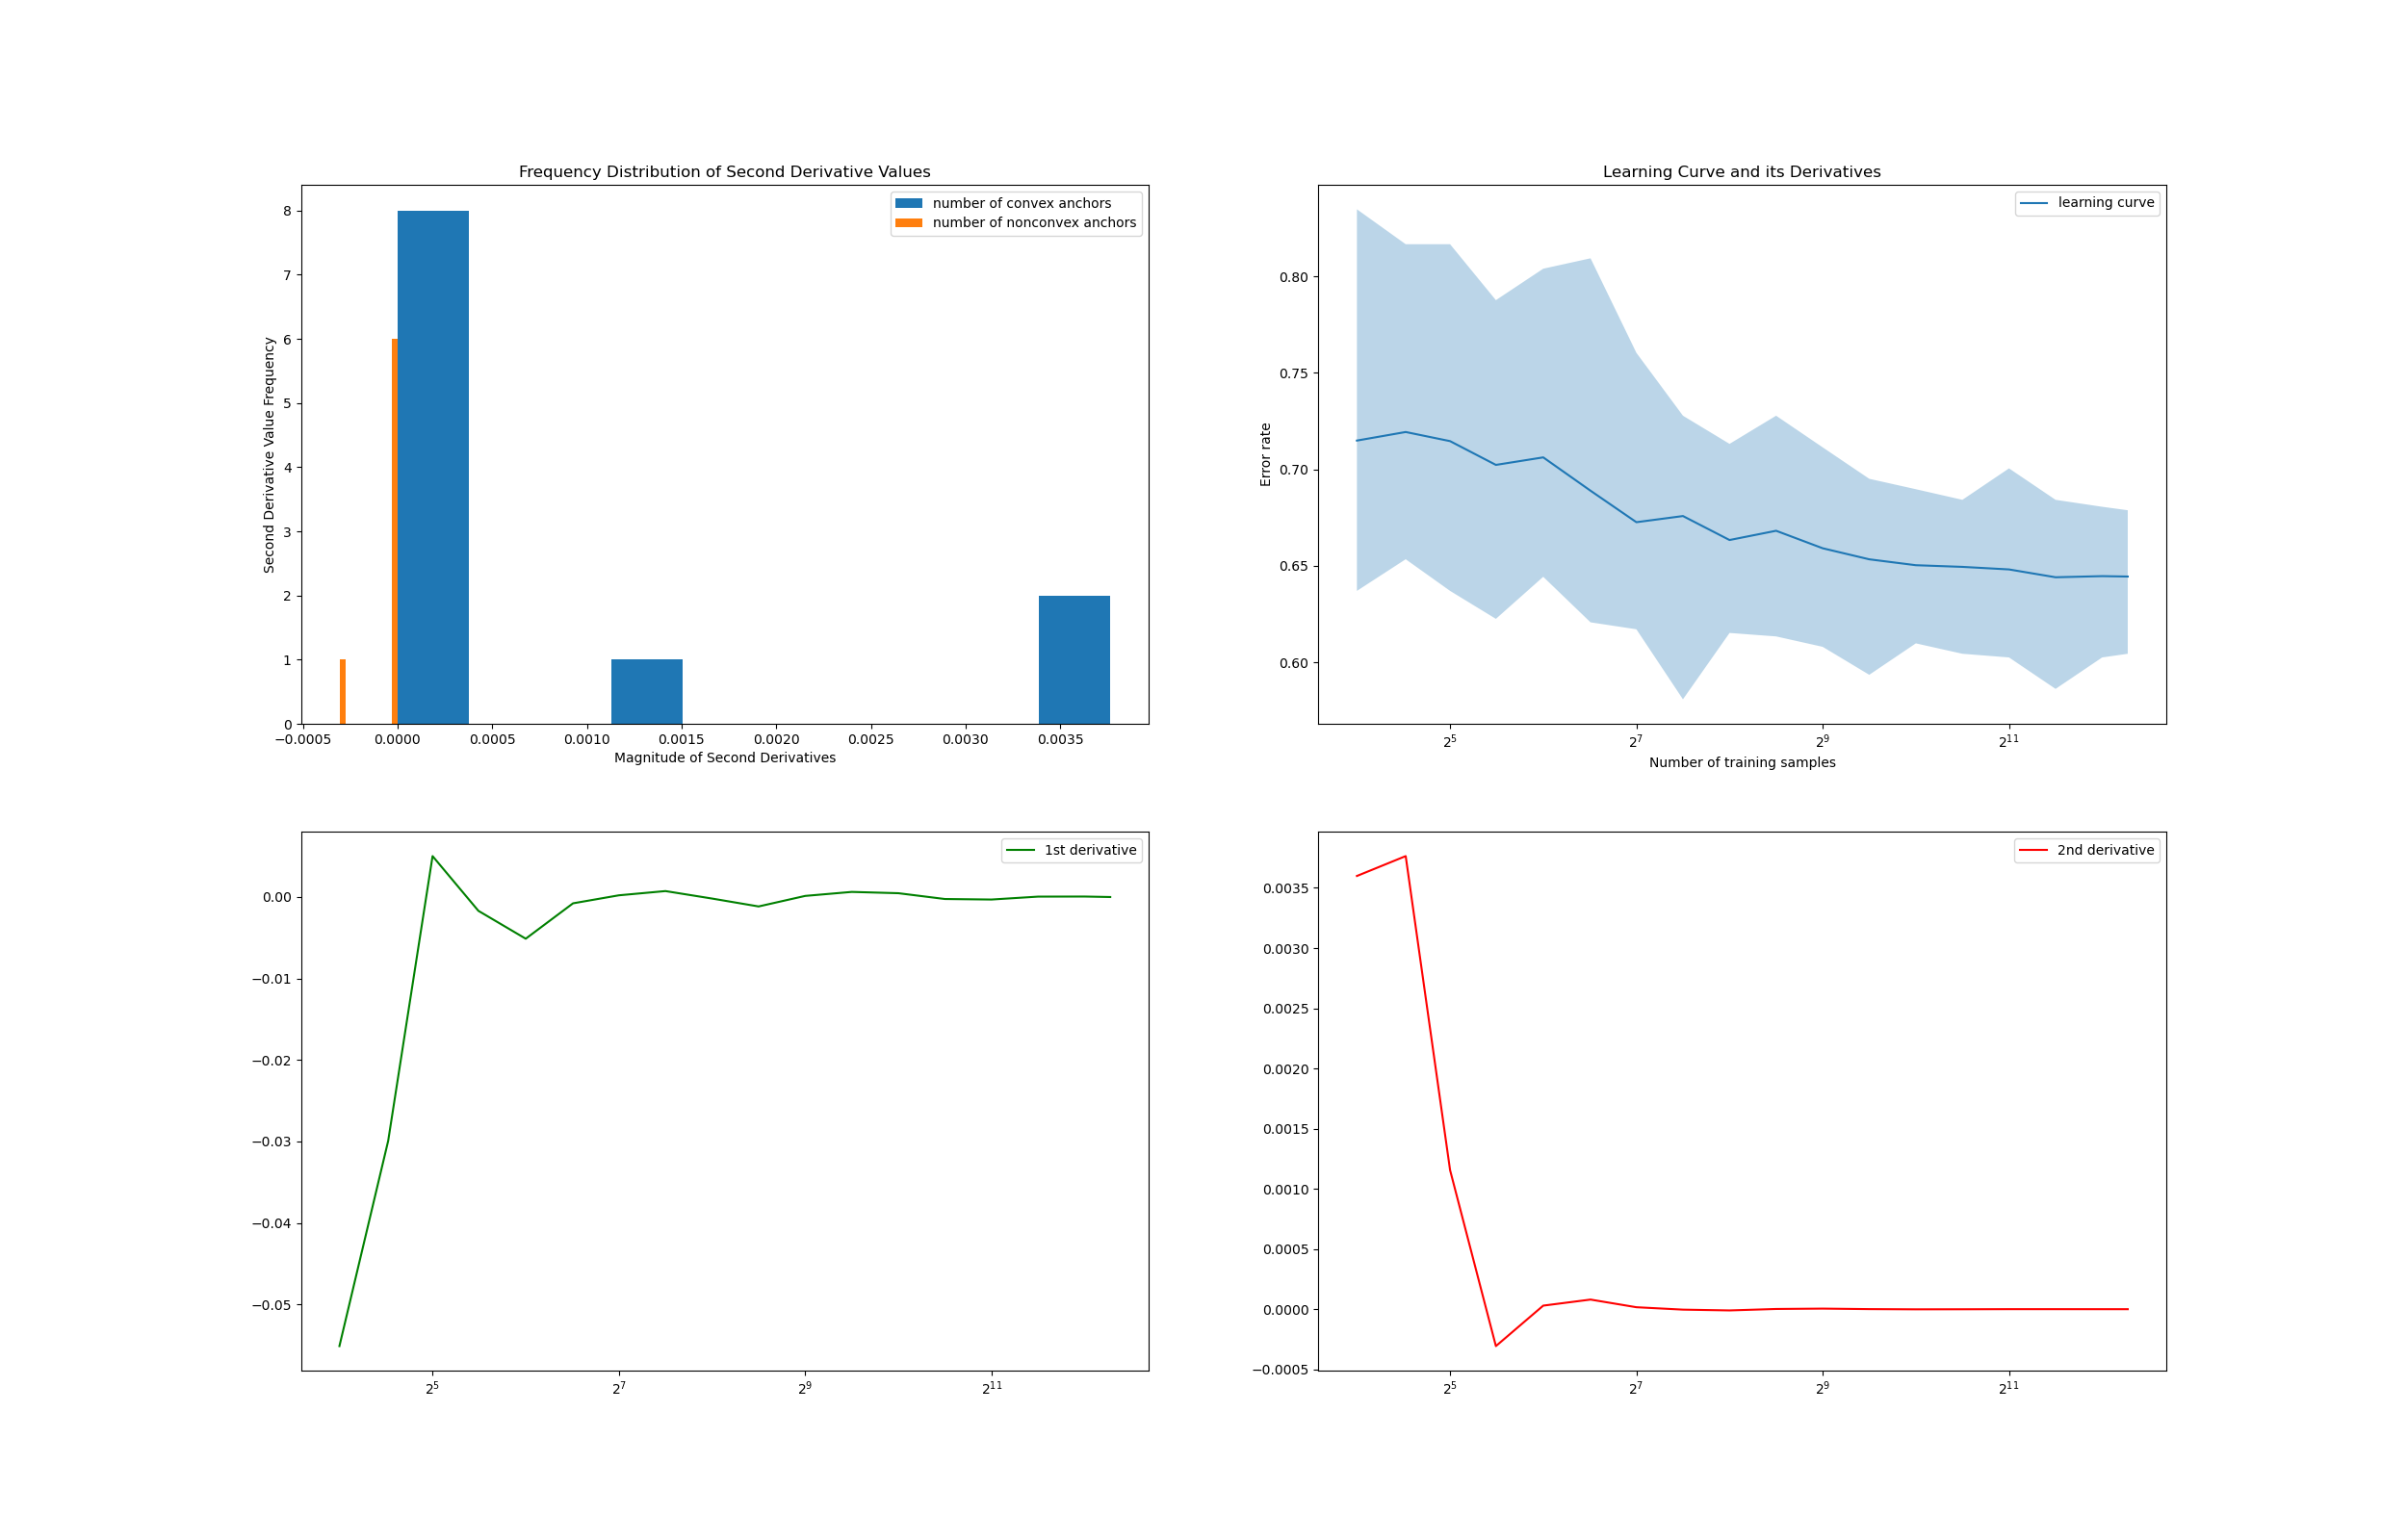 Frequency Distribution of Second Derivative Values
number of convex anchors
number of nonconvex anchors
8
7
6
5
4
3
2
1
0
Second Derivative Value Frequency
−0.0005 0.0000 0.0005 0.0010 0.0015 0.0020 0.0025 0.0030 0.0035
Magnitude of Second Derivatives
Learning Curve and its Derivatives
learning curve
0.80
0.75
0.70
0.65
0.60
Error rate
2^5 2^7 2^9 2^11
Number of training samples
1st derivative
0.00
−0.01
−0.02
−0.03
−0.04
−0.05
2^5 2^7 2^9 2^11
2nd derivative
0.0035
0.0030
0.0025
0.0020
0.0015
0.0010
0.0005
0.0000
−0.0005
2^5 2^7 2^9 2^11